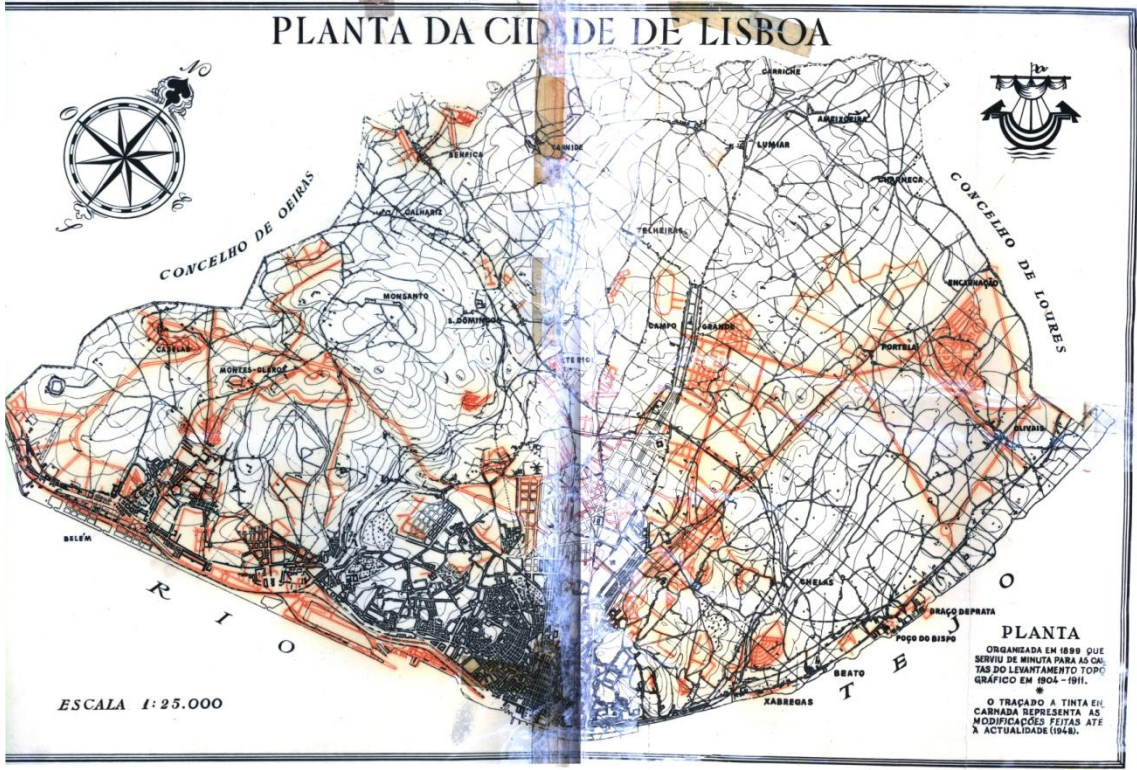 PLANTA DA CIDADE DE LISBOA
NO
O
S
CONCELHO DE OEIRAS
CONCELHO DE LOURES
CARRICHE
AMEIXOEIRA
LUMIAR
CHARNECA
BENFICA
CARNIDE
CALHARIZ
TELHEIRAS
ENCARNAÇÃO
MONSANTO
S. DOMINGOS
CAMPO GRANDE
CASELAS
PORTELA
MONTES-CLAROS
OLIVAIS
BELÉM
CHELAS
BRAÇO DE PRATA
POÇO DO BISPO
BEATO
XABREGAS
RIO TEJO
ESCALA 1:25.000
PLANTA
ORGANIZADA EM 1899 QUE
SERVIU DE MINUTA PARA AS CAR
TAS DO LEVANTAMENTO TOPO
GRÁFICO EM 1904-1911.
*
O TRAÇADO A TINTA EN
CARNADA REPRESENTA AS
MODIFICAÇÕES FEITAS ATÉ
À ACTUALIDADE (1948).